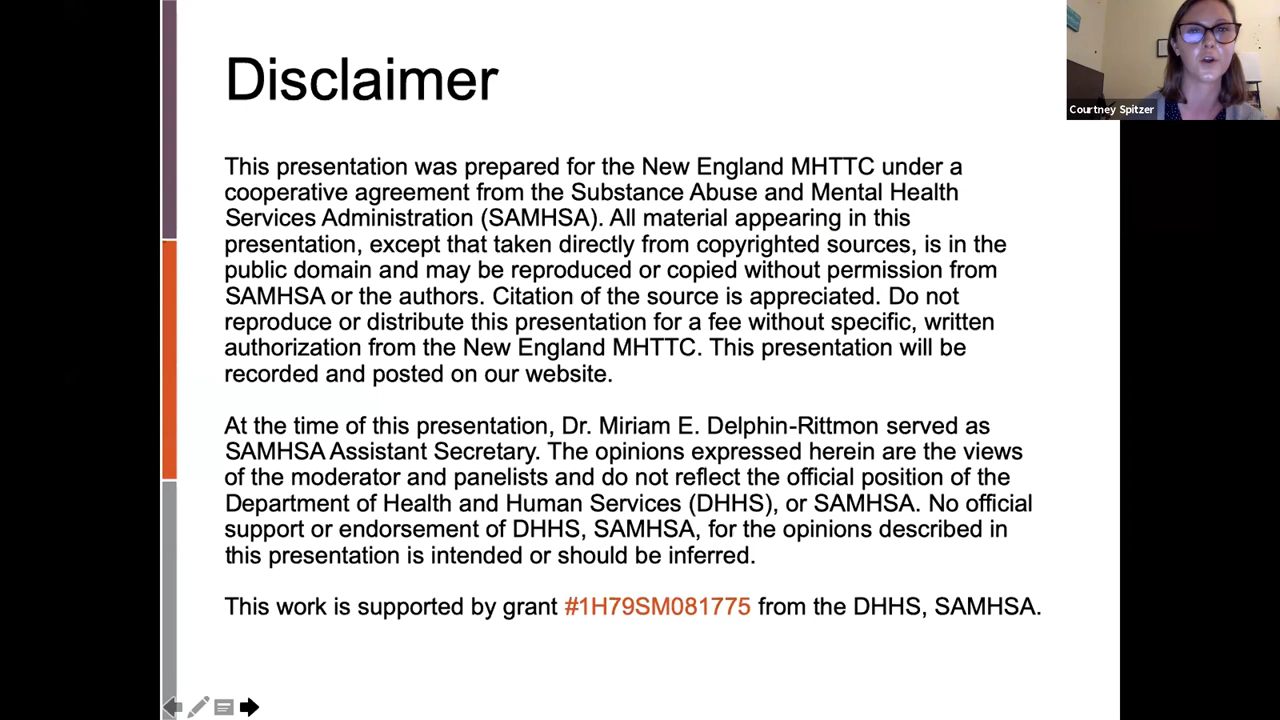 Disclaimer
This presentation was prepared for the New England MHTTC under a
cooperative agreement from the Substance Abuse and Mental Health
Services Administration (SAMHSA). All material appearing in this
presentation, except that taken directly from copyrighted sources, is in the
public domain and may be reproduced or copied without permission from
SAMHSA or the authors. Citation of the source is appreciated. Do not
reproduce or distribute this presentation for a fee without specific, written
authorization from the New England MHTTC. This presentation will be
recorded and posted on our website.
At the time of this presentation, Dr. Miriam E. Delphin-Rittmon served as
SAMHSA Assistant Secretary. The opinions expressed herein are the views
of the moderator and panelists and do not reflect the official position of the
Department of Health and Human Services (DHHS), or SAMHSA. No official
support or endorsement of DHHS, SAMHSA, for the opinions described in
this presentation is intended or should be inferred.
This work is supported by grant #1H79SM081775 from the DHHS, SAMHSA.
Courtney Spitzer